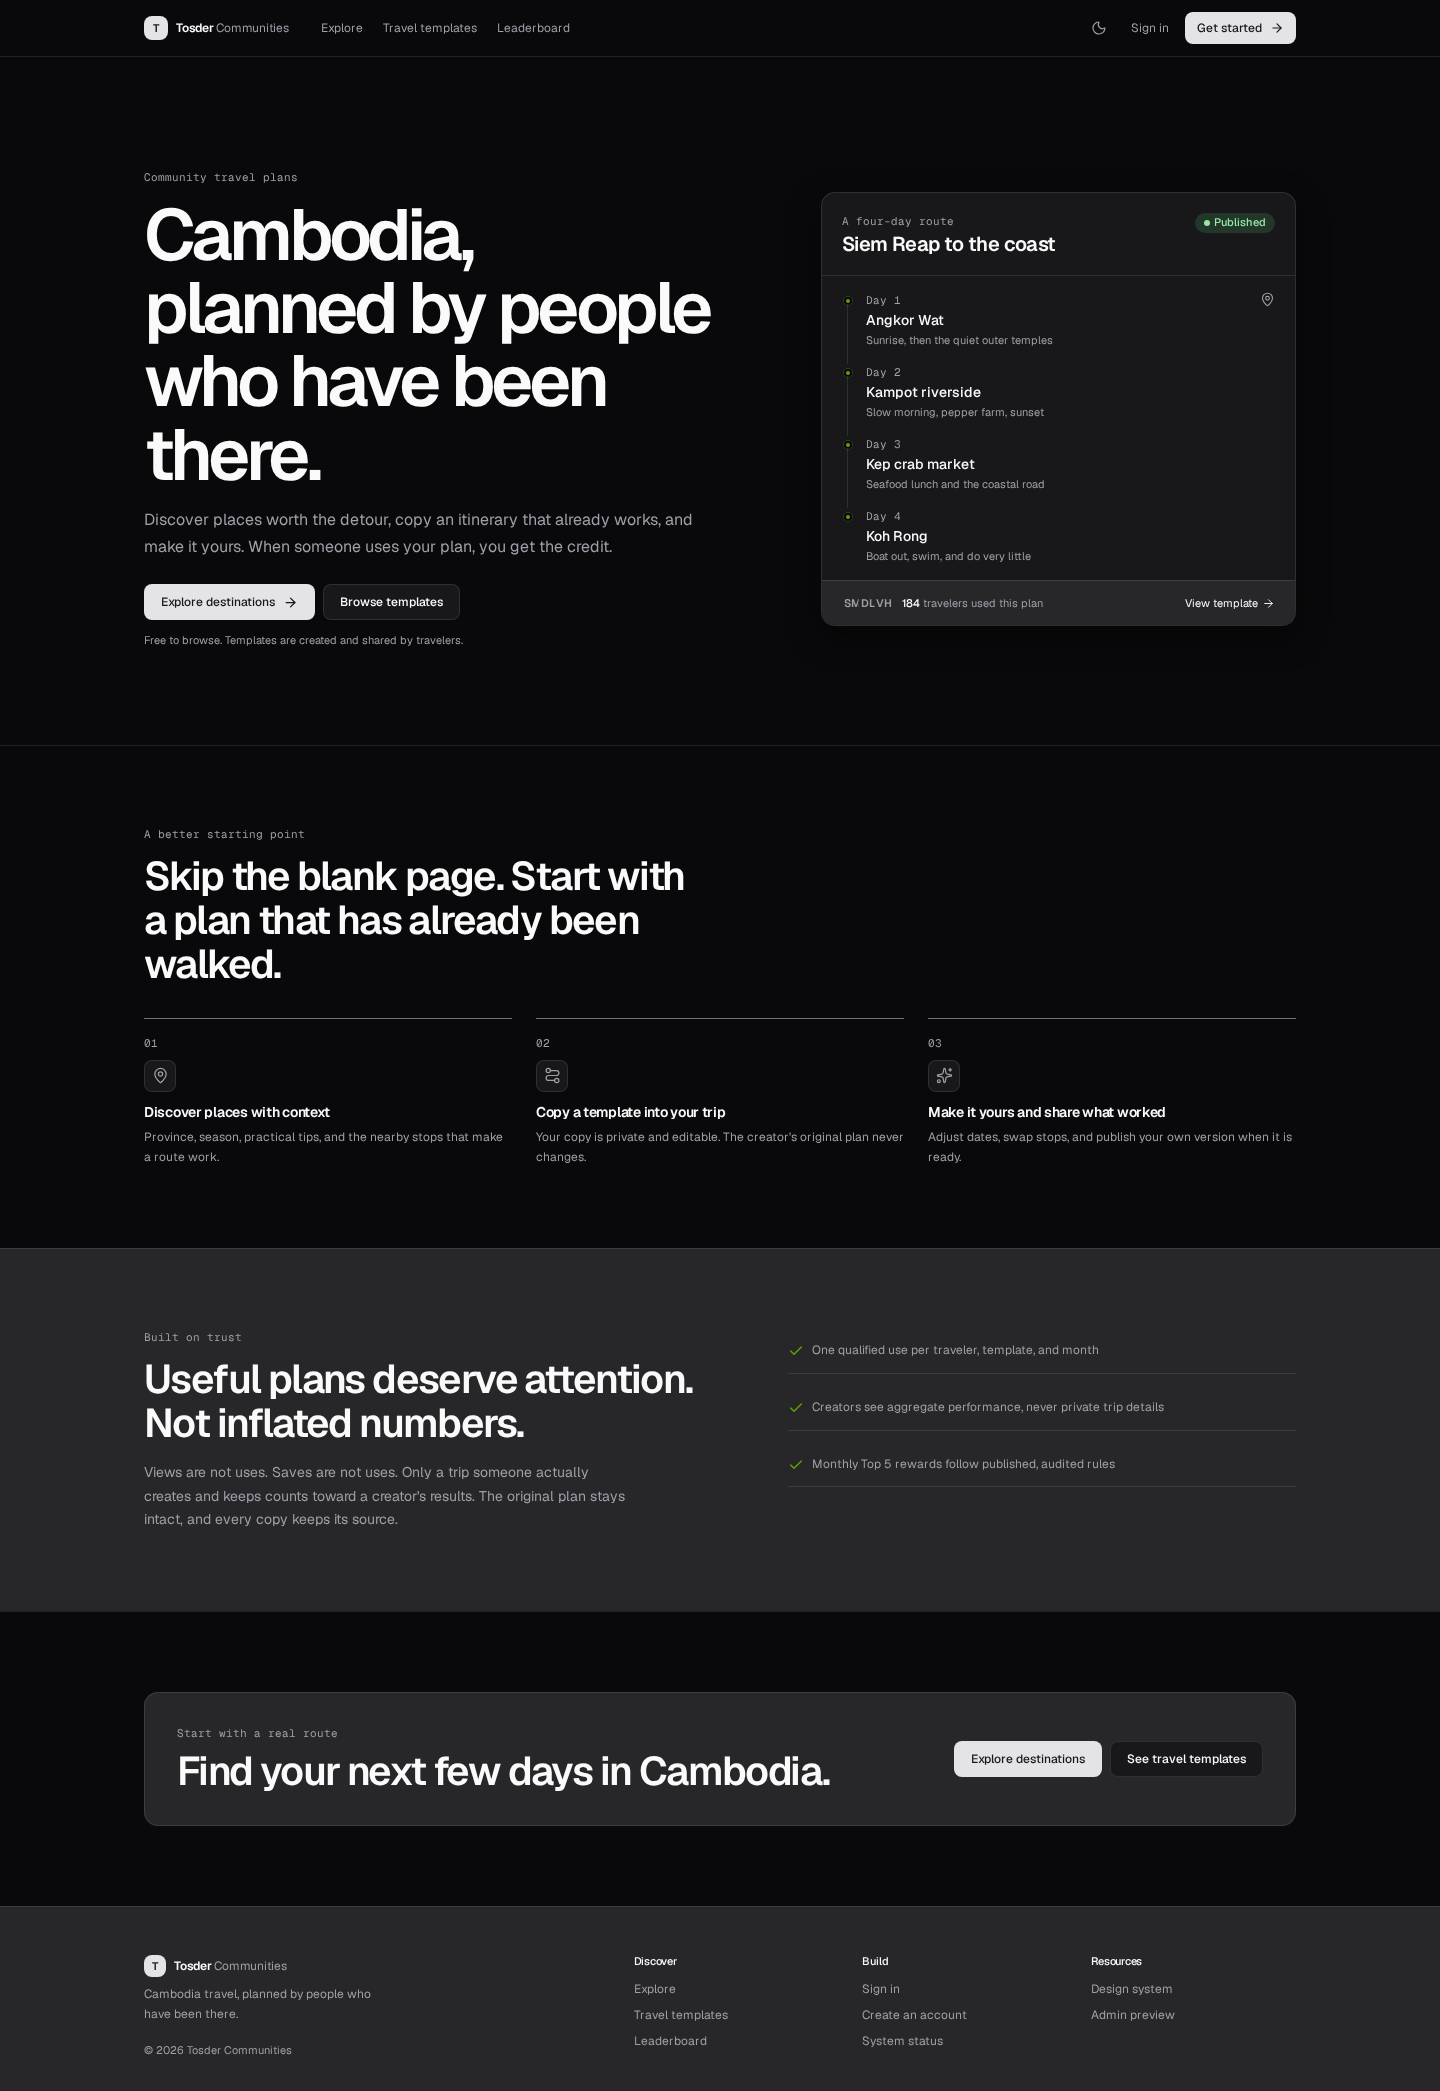 T Tosder Communities Explore Travel templates Leaderboard Sign in Get started
Community travel plans
Cambodia,
planned by people
who have been
there.
Discover places worth the detour, copy an itinerary that already works, and
make it yours. When someone uses your plan, you get the credit.
Explore destinations Browse templates
Free to browse. Templates are created and shared by travelers.
A four-day route
Published
Siem Reap to the coast
Day 1
Angkor Wat
Sunrise, then the quiet outer temples
Day 2
Kampot riverside
Slow morning, pepper farm, sunset
Day 3
Kep crab market
Seafood lunch and the coastal road
Day 4
Koh Rong
Boat out, swim, and do very little
DL VH 184 travelers used this plan View template
A better starting point
Skip the blank page. Start with
a plan that has already been
walked.
01
Discover places with context
Province, season, practical tips, and the nearby stops that make
a route work.
02
Copy a template into your trip
Your copy is private and editable. The creator's original plan never
changes.
03
Make it yours and share what worked
Adjust dates, swap stops, and publish your own version when it is
ready.
Built on trust
Useful plans deserve attention.
Not inflated numbers.
Views are not uses. Saves are not uses. Only a trip someone actually
creates and keeps counts toward a creator's results. The original plan stays
intact, and every copy keeps its source.
One qualified use per traveler, template, and month
Creators see aggregate performance, never private trip details
Monthly Top 5 rewards follow published, audited rules
Start with a real route
Find your next few days in Cambodia.
Explore destinations See travel templates
T Tosder Communities
Cambodia travel, planned by people who
have been there.
© 2026 Tosder Communities
Discover
Explore
Travel templates
Leaderboard
Build
Sign in
Create an account
System status
Resources
Design system
Admin preview